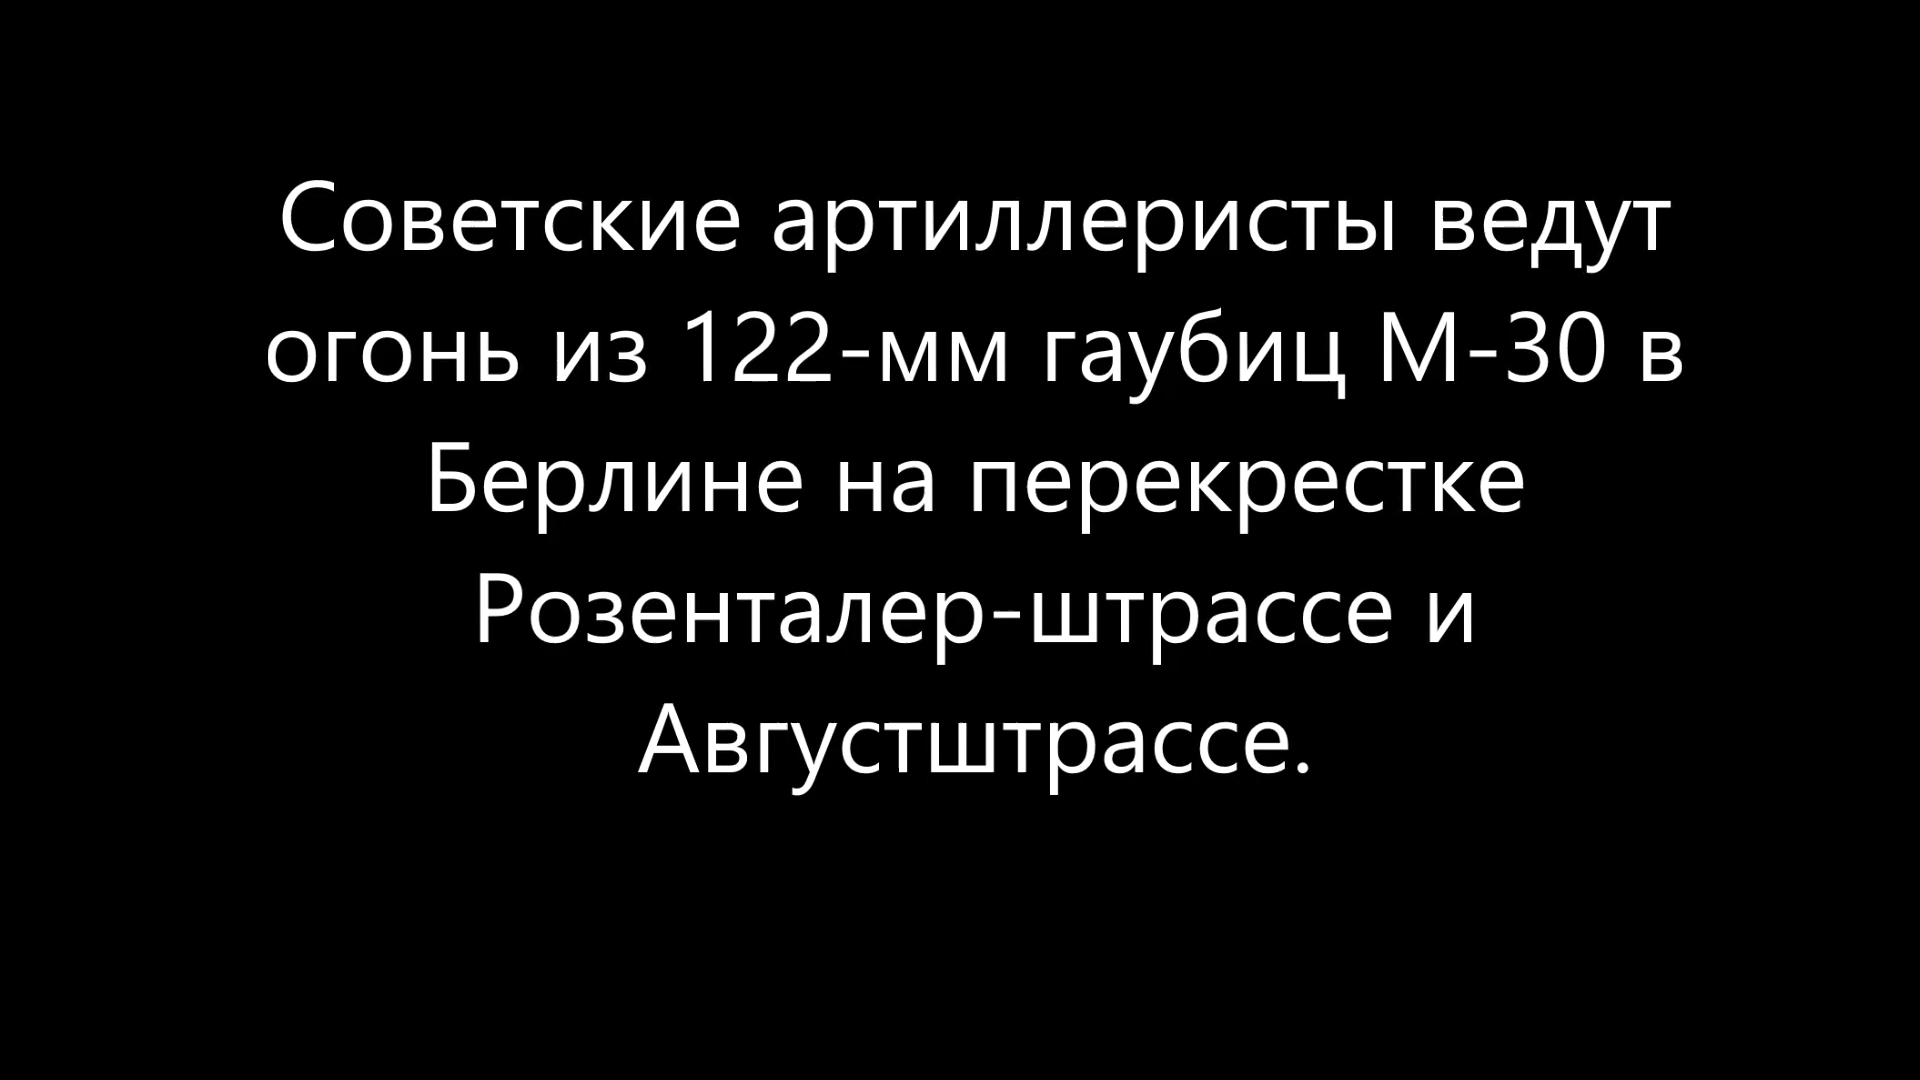 Советские артиллеристы ведут
огонь из 122-мм гаубиц М-30 в
Берлине на перекрестке
Розенталер-штрассе и
Августштрассе.